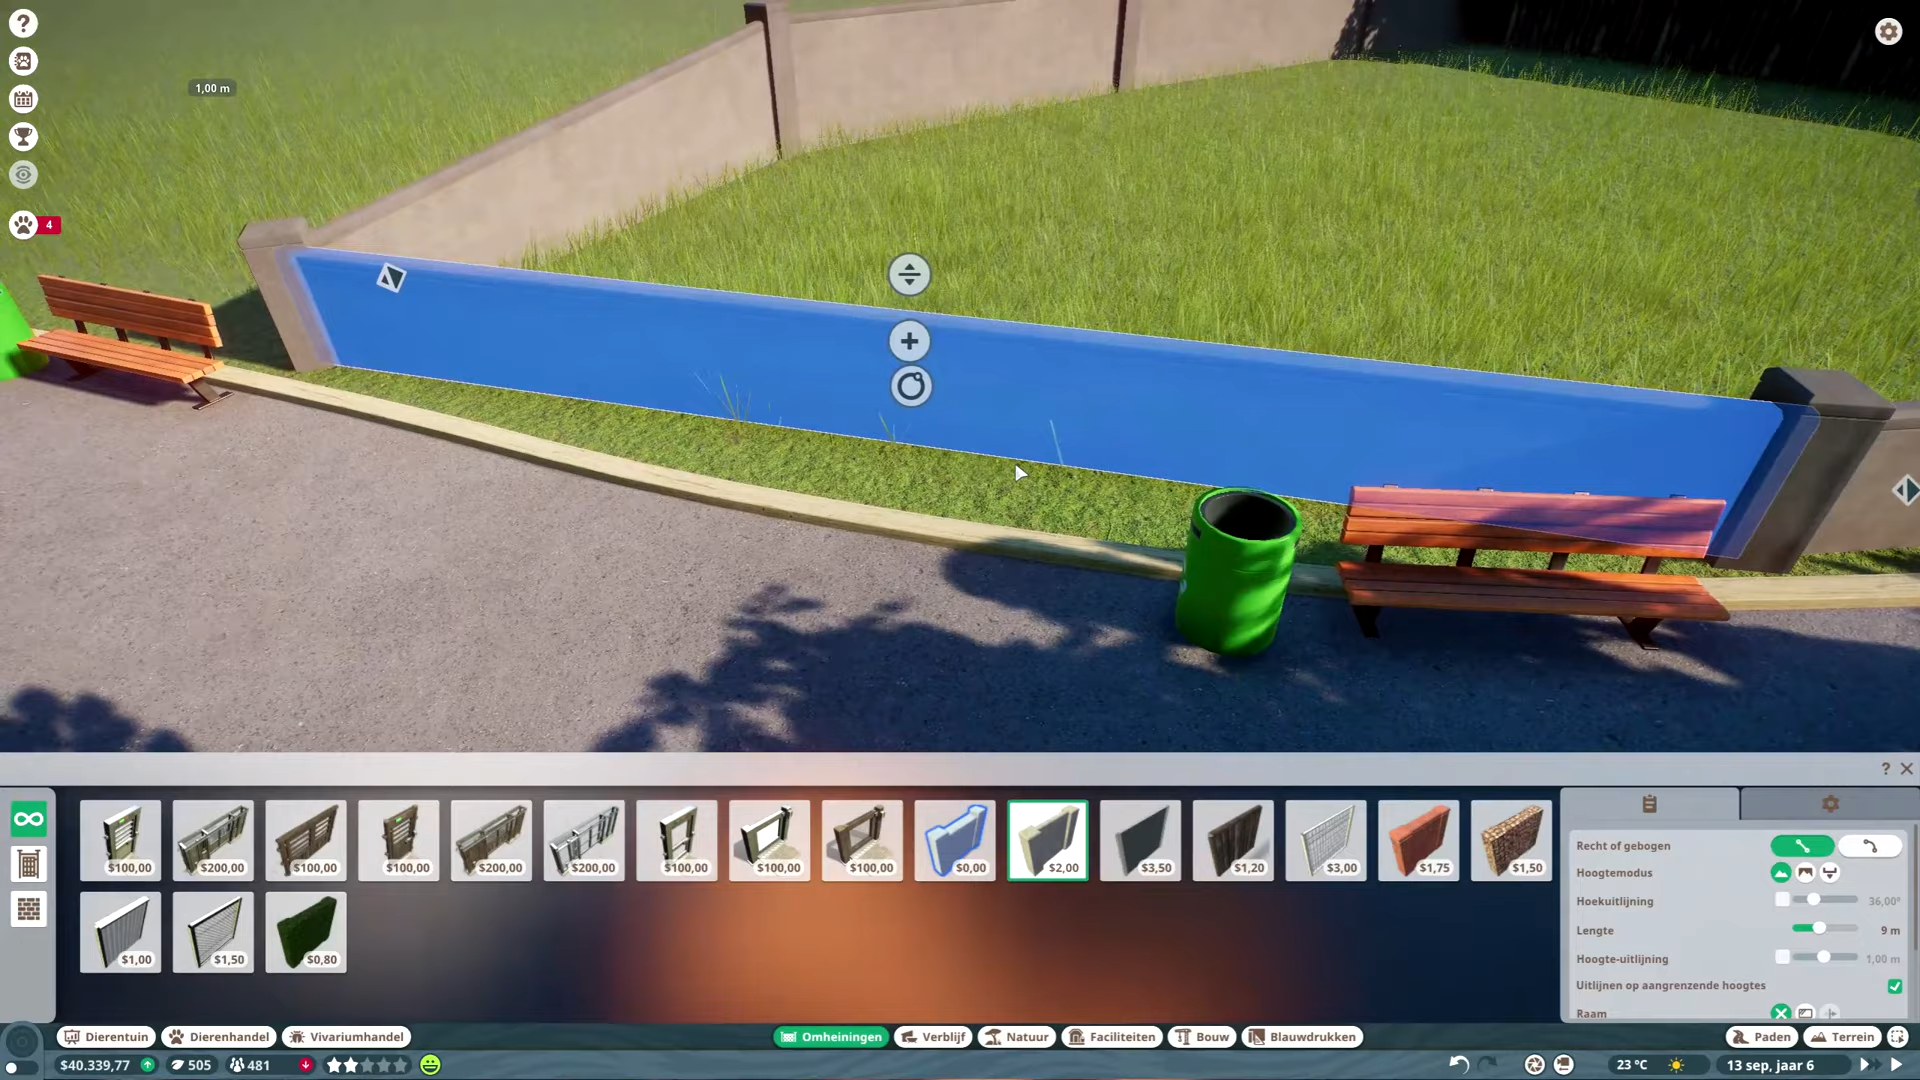 ?
1,00 m
4
?
$100,00 $200,00 $100,00 $100,00 $200,00 $200,00 $100,00 $100,00 $100,00 $0,00 $2,00 $3,50 $1,20 $3,00 $1,75 $1,50
$1,00 $1,50 $0,80
Recht of gebogen
Hoogtemodus
Hoekuitlijning 36,00°
Lengte 9 m
Hoogte-uitlijning 1,00 m
Uitlijnen op aangrenzende hoogtes
Raam
Dierentuin Dierenhandel Vivariumhandel Omheiningen Verblijf Natuur Faciliteiten Bouw Blauwdrukken Paden Terrein
$40.339,77 505 481 23 °C 13 sep, jaar 6